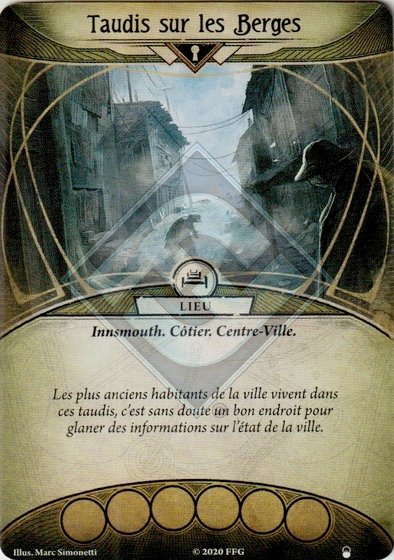 Taudis sur les Berges
LIEU
Innsmouth. Côtier. Centre-Ville.
Les plus anciens habitants de la ville vivent dans
ces taudis, c'est sans doute un bon endroit pour
glaner des informations sur l'état de la ville.
Illus. Marc Simonetti
© 2020 FFG